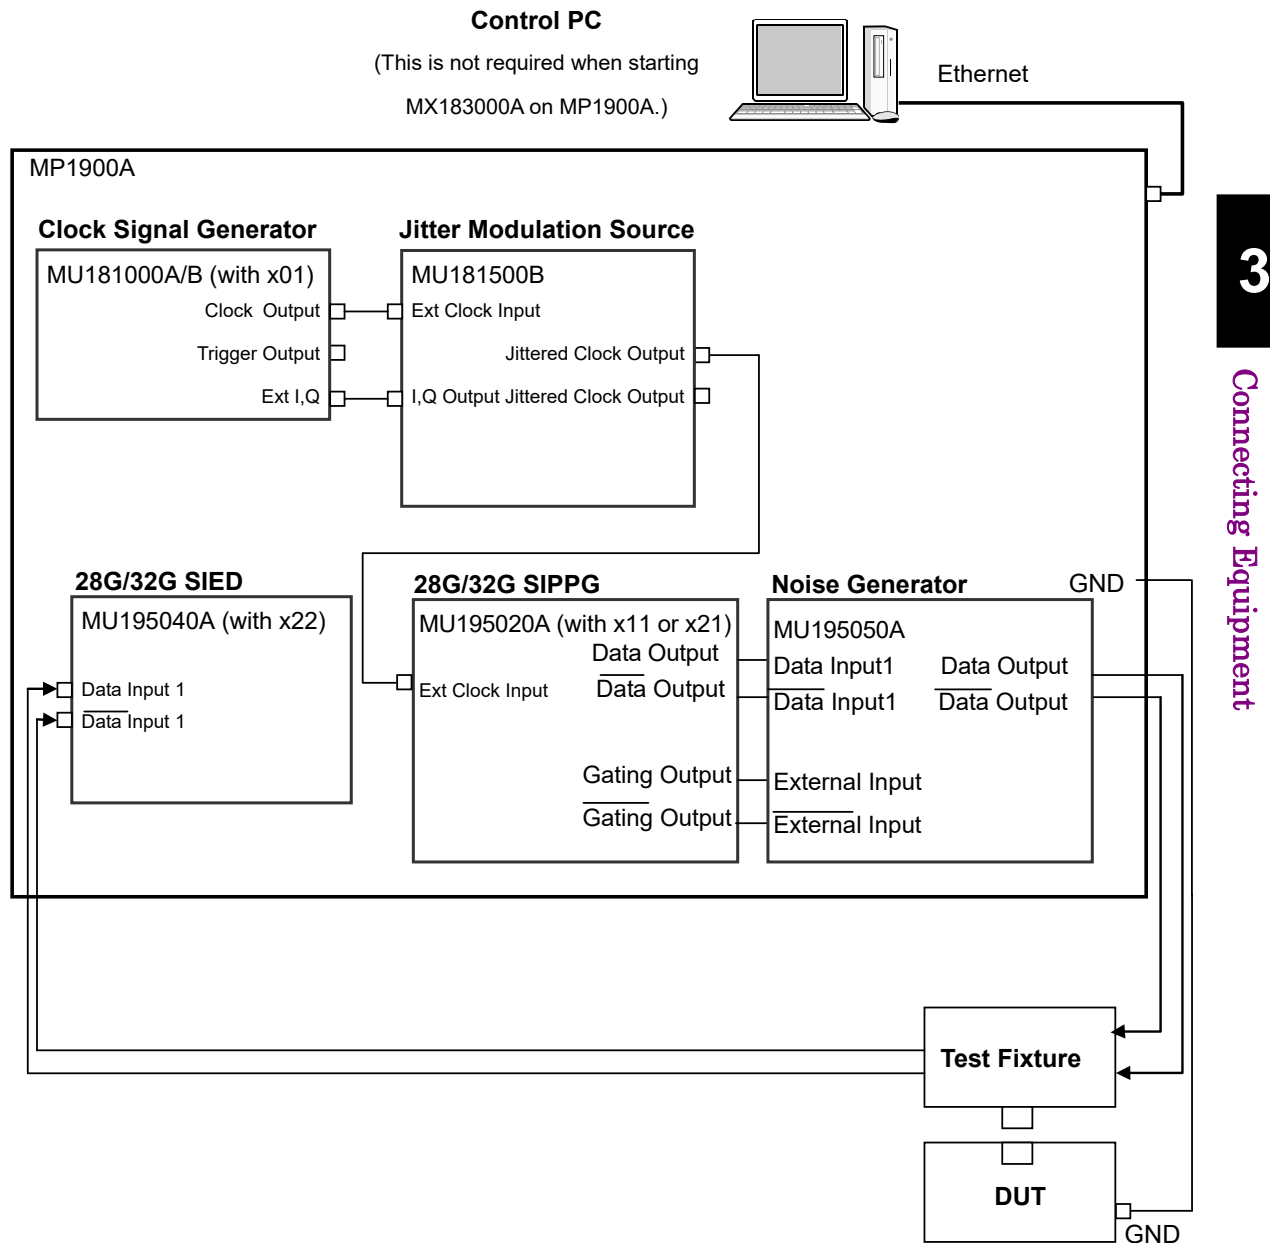 Control PC
(This is not required when starting
MX183000A on MP1900A.)
Ethernet
MP1900A
Clock Signal Generator
MU181000A/B (with x01)
Clock Output
Trigger Output
Ext I,Q
Jitter Modulation Source
MU181500B
Ext Clock Input
Jittered Clock Output
I,Q Output Jittered Clock Output
3
Connecting Equipment
28G/32G SIED
MU195040A (with x22)
Data Input 1
Data Input 1
28G/32G SIPPG
MU195020A (with x11 or x21)
Data Output
Data Output
Ext Clock Input
Gating Output
Gating Output
Noise Generator
MU195050A
Data Input1
Data Output
Data Input1
Data Output
External Input
External Input
GND
Test Fixture
DUT
GND